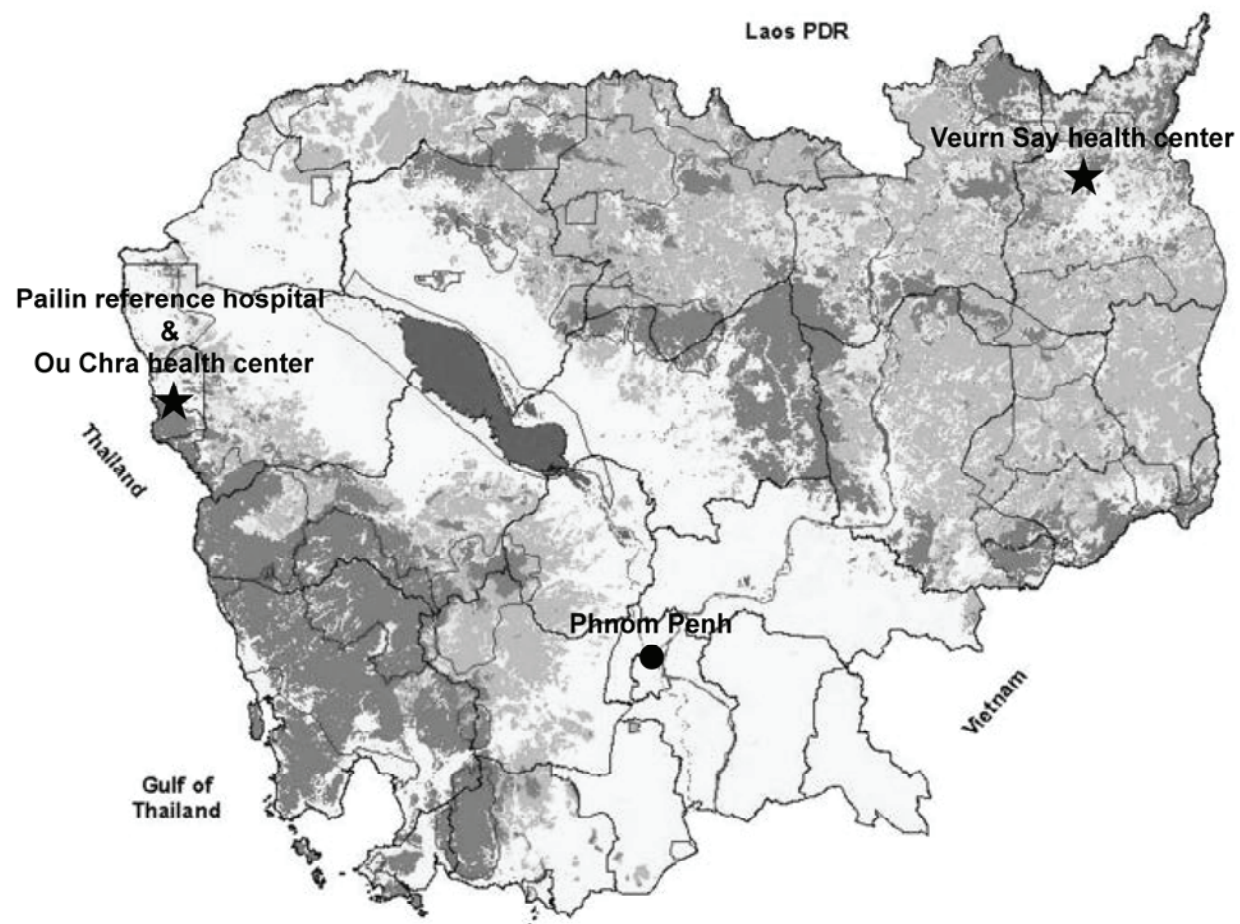 Laos PDR
Veurn Say health center
Pailin reference hospital
&
Ou Chra health center
Thailand
Phnom Penh
Vietnam
Gulf of
Thailand